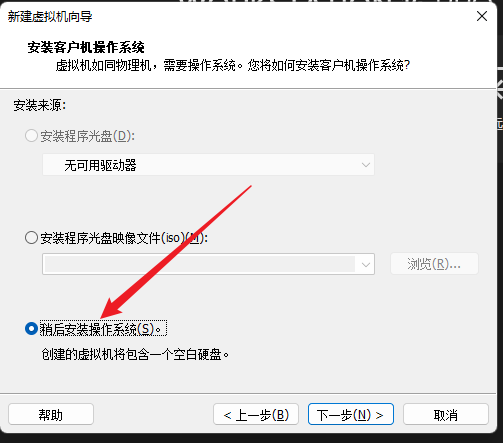 新建虚拟机向导
安装客户机操作系统
虚拟机如同物理机，需要操作系统。您将如何安装客户机操作系统?
安装来源:
安装程序光盘(D):
无可用驱动器
安装程序光盘映像文件(iso)(M):
浏览(R)...
稍后安装操作系统(S)。
创建的虚拟机将包含一个空白硬盘。
帮助
< 上一步(B)
下一步(N) >
取消